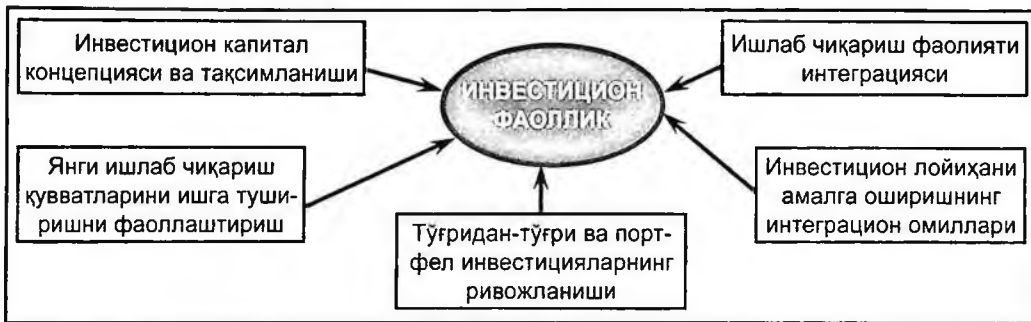 Инвестицион капитал
концепцияси ва тақсимланиши
ИНВЕСТИЦИОН
ФАОЛЛИК
Ишлаб чиқариш фаолияти
интеграцияси
Янги ишлаб чиқариш
қувватларини ишга туши-
ришни фаоллаштириш
Тўғридан-тўғри ва порт-
фел инвестицияларнинг
ривожланиши
Инвестицион лойиҳани
амалга оширишнинг
интеграцион омиллари